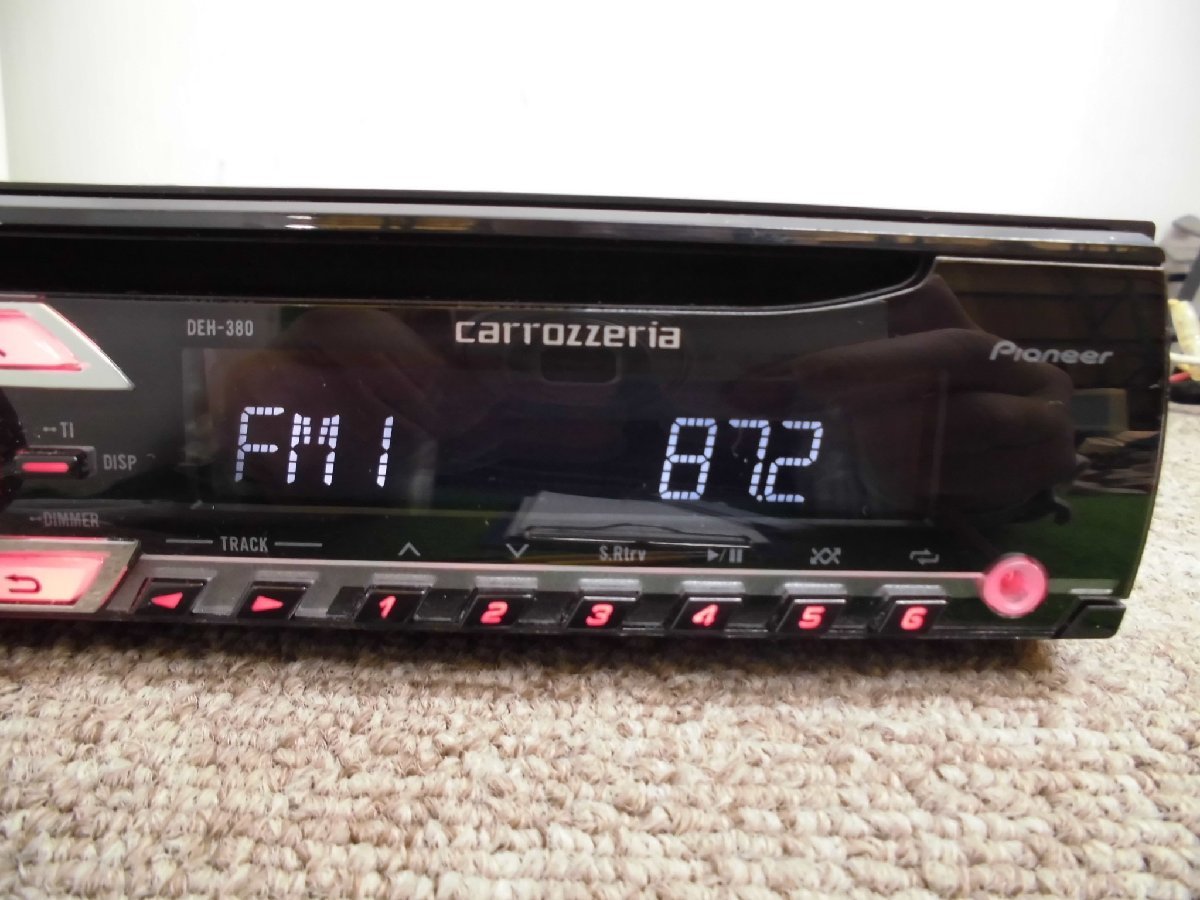 DEH-380
carrozzeria
Pioneer
FM1
87.2
TI
DISP
DIMMER
TRACK
S.Rtrv
1 2 3 4 5 6